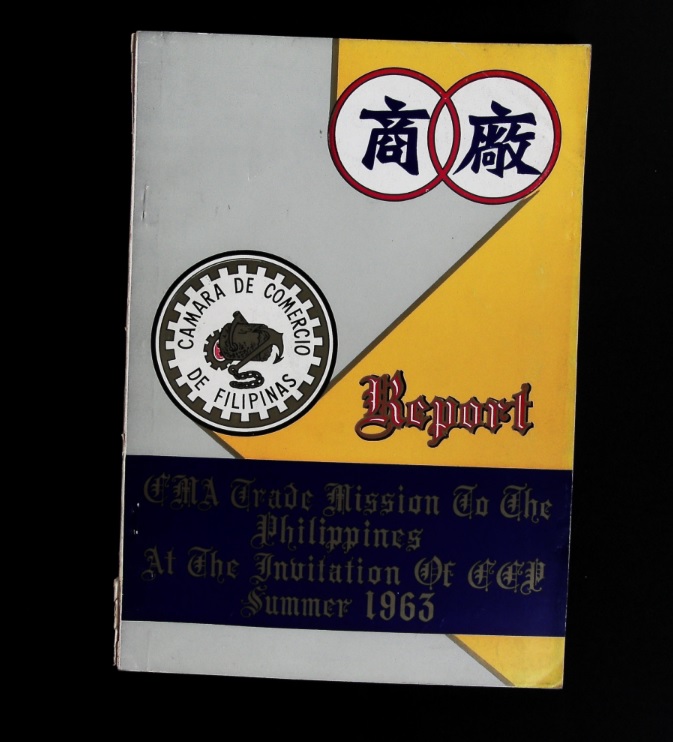 商廠
CAMARA DE COMERCIO
DE FILIPINAS
Report
CMA Trade Mission To The
Philippines
At The Invitation Of CCP
Summer 1963